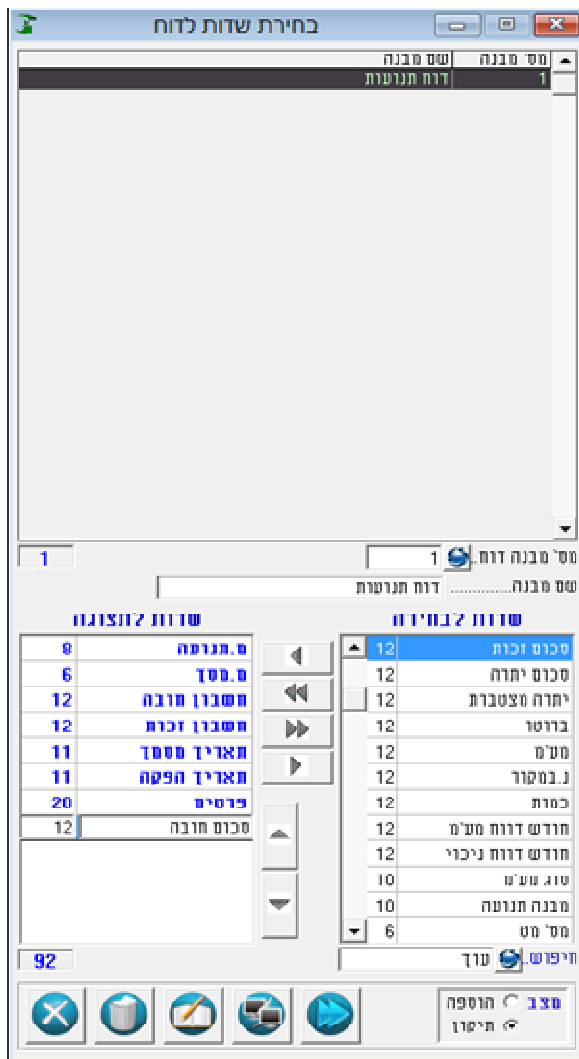 בחירת שדות לדוח
מס' מבנה שם מבנה
1 דוח תנועות
מס' מבנה דוח.. 1 1
שם מבנה.............. דוח תנועות
שדות לבחירה
סכום זכות 12
סכום יתרה 12
יתרה מצטברת 12
ברוטו 12
מע'מ 12
נ.במקור 12
כמות 12
חודש דווח מע'מ 12
חודש דווח ניכוי 12
סוג מע'מ 10
מבנה תנועה 10
מס' מט 6
חיפוש.. ערך
שדות לתצוגה
מ.תנועה 8
מ.מסך 6
חשבון חובה 12
חשבון זכות 12
תאריך מסמך 11
תאריך הפקה 11
פרטים 20
סכום חובה 12
92
מצב הוספה
תיקון